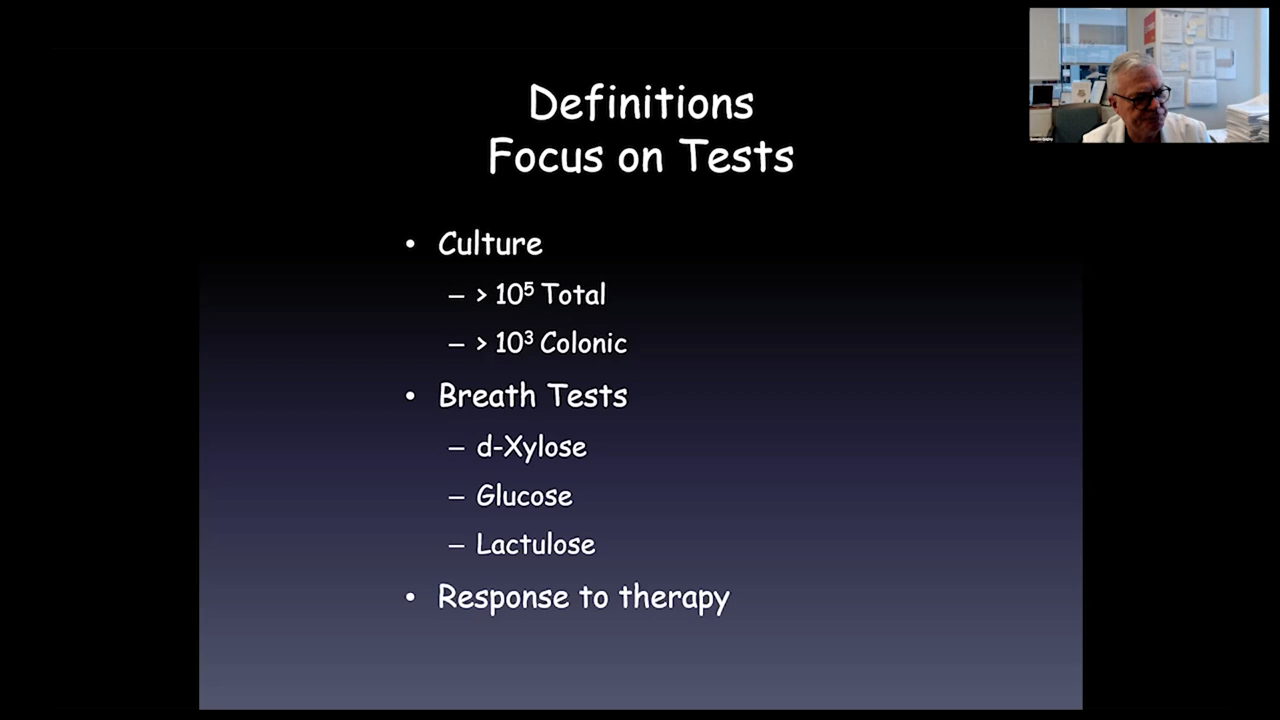 Definitions
Focus on Tests
• Culture
– > 10⁵ Total
– > 10³ Colonic
• Breath Tests
– d-Xylose
– Glucose
– Lactulose
• Response to therapy